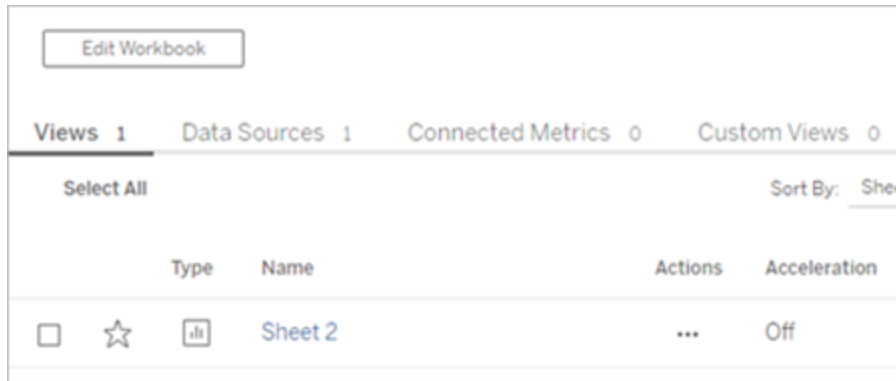 Edit Workbook
Views 1 Data Sources 1 Connected Metrics 0 Custom Views 0
Select All Sort By:
Type Name Actions Acceleration
Sheet 2 ••• Off